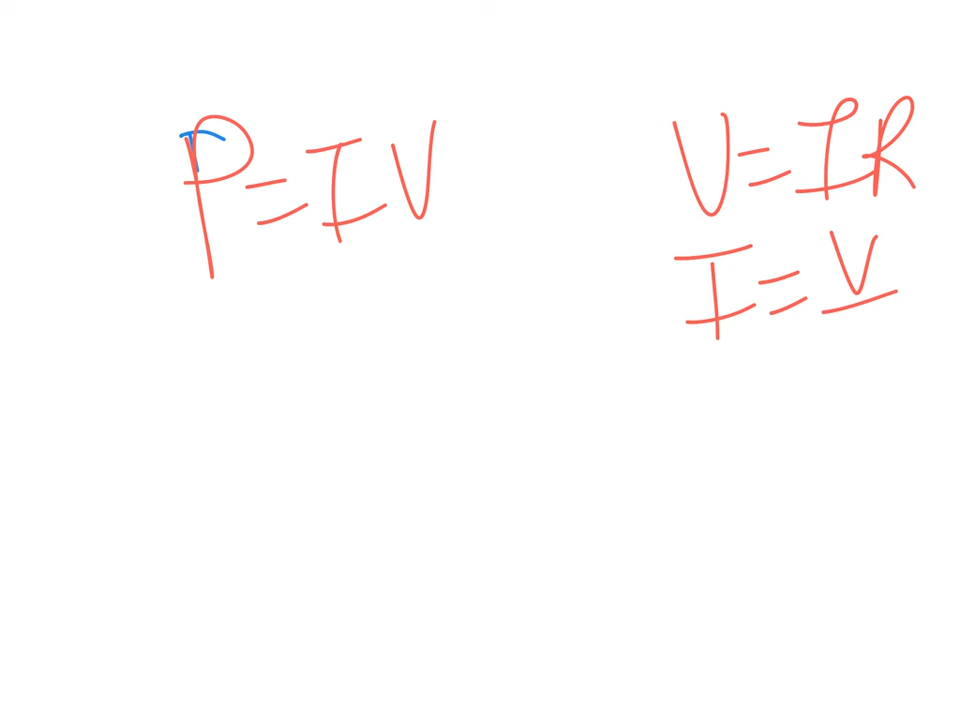 P = IV
V = IR
I = V